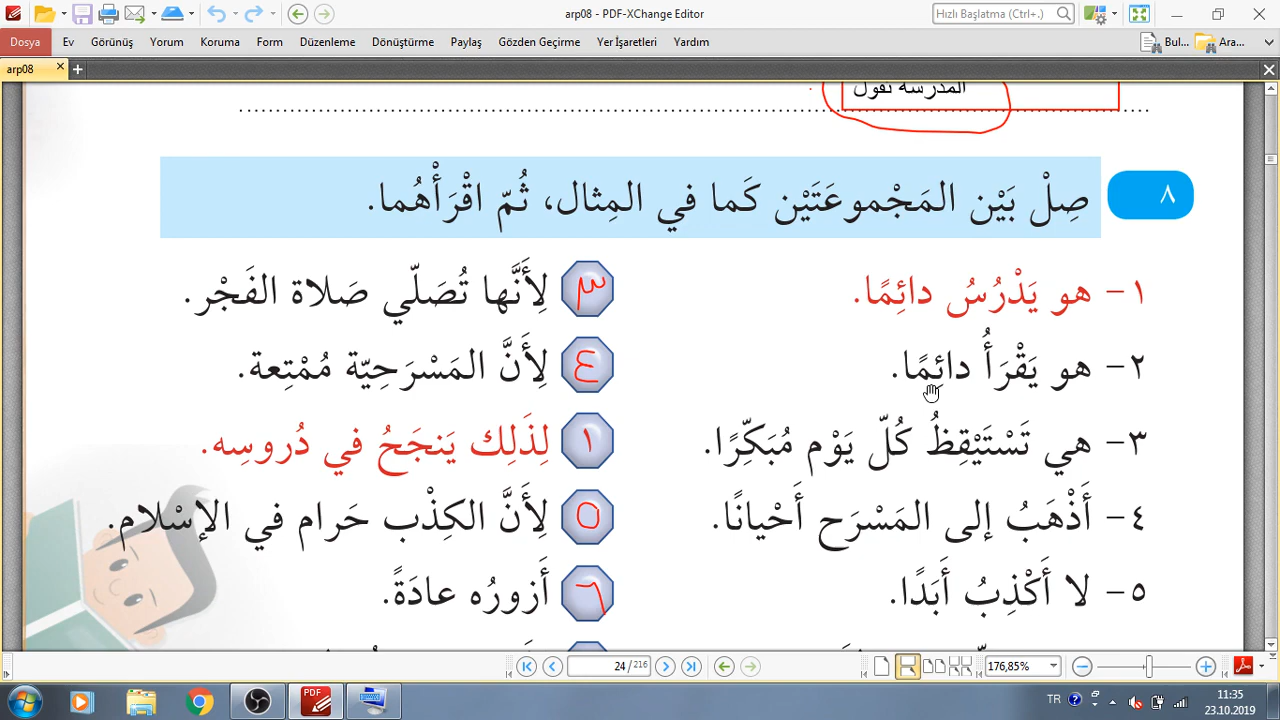 arp08 - PDF-XChange Editor
Hızlı Başlatma (Ctrl+.)
Dosya Ev Görünüş Yorum Koruma Form Düzenleme Dönüştürme Paylaş Gözden Geçirme Yer İşaretleri Yardım Bul... Ara...
arp08
المدرسة نقول
٨ صِلْ بَيْن المَجْموعَتَيْن كَما في المِثال، ثُمّ اقْرَأْهُما.
١- هو يَدْرُسُ دائِمًا. ٣ لِأَنَّها تُصَلّي صَلاة الفَجْر.
٢- هو يَقْرَأُ دائِمًا. ٤ لِأَنَّ المَسْرَحِيّة مُمْتِعة.
٣- هي تَسْتَيْقِظُ كُلّ يَوْم مُبَكِّرًا. ١ لِذَلِك يَنجَحُ في دُروسِه.
٤- أَذْهَبُ إلى المَسْرَح أَحْيانًا. ٥ لِأَنَّ الكِذْب حَرام في الإسْلام.
٥- لا أَكْذِبُ أَبَدًا. ٦ أَزورُه عادَةً.
24 / 216
176,85%
TR 11:35
23.10.2019